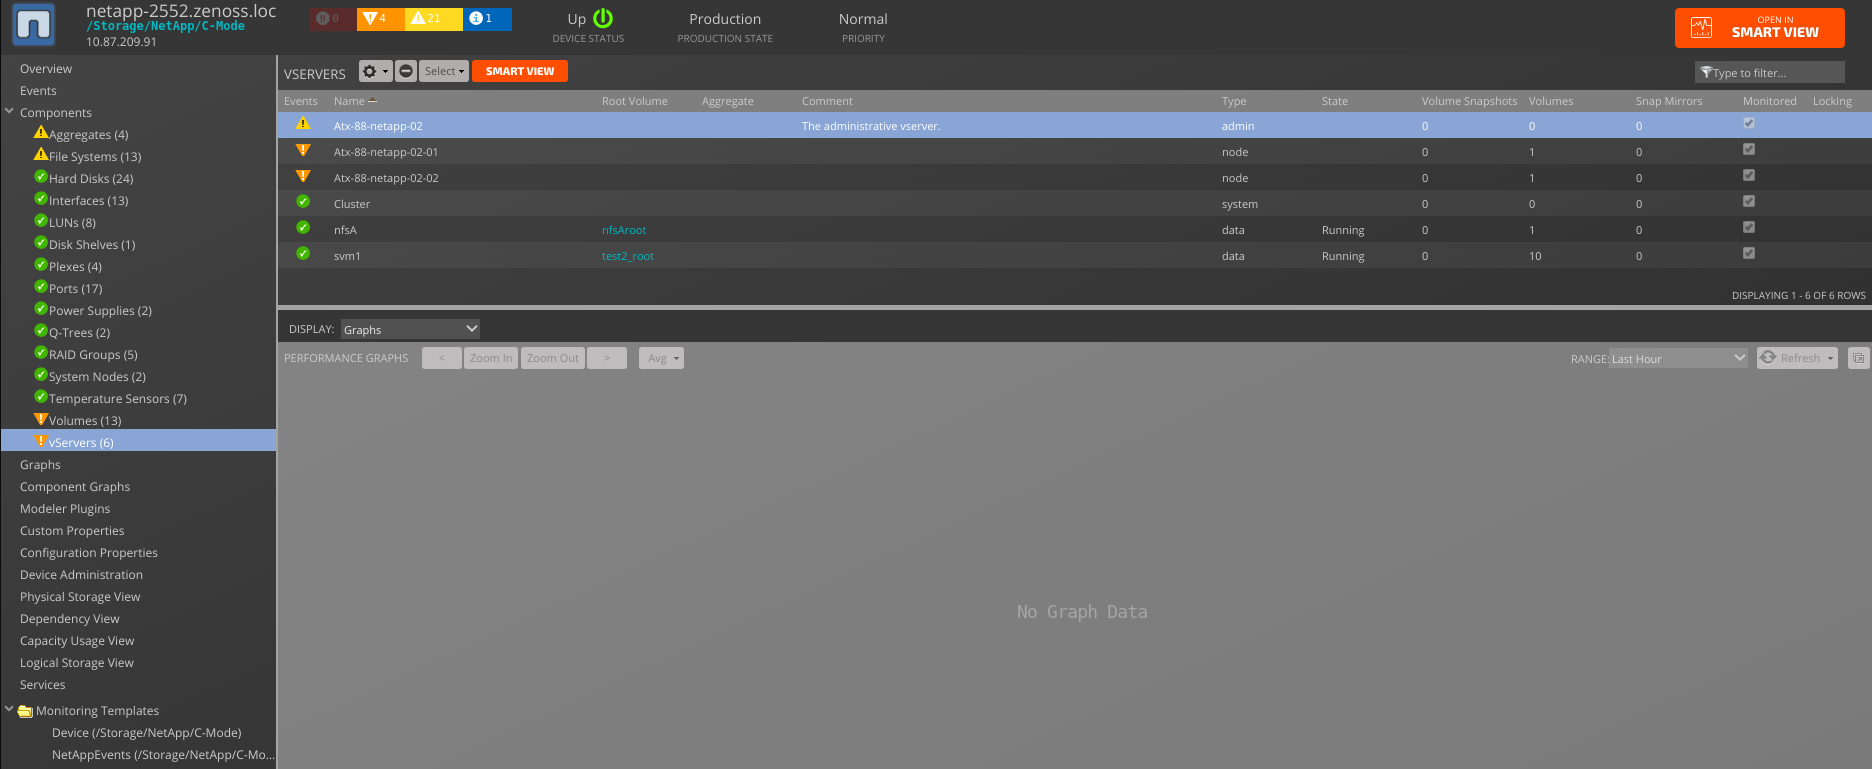 netapp-2552.zenoss.loc
/Storage/NetApp/C-Mode
10.87.209.91
0 4 21 1
Up
DEVICE STATUS
Production
PRODUCTION STATE
Normal
PRIORITY
OPEN IN
SMART VIEW
Overview
Events
Components
Aggregates (4)
File Systems (13)
Hard Disks (24)
Interfaces (13)
LUNs (8)
Disk Shelves (1)
Plexes (4)
Ports (17)
Power Supplies (2)
Q-Trees (2)
RAID Groups (5)
System Nodes (2)
Temperature Sensors (7)
Volumes (13)
vServers (6)
Graphs
Component Graphs
Modeler Plugins
Custom Properties
Configuration Properties
Device Administration
Physical Storage View
Dependency View
Capacity Usage View
Logical Storage View
Services
Monitoring Templates
Device (/Storage/NetApp/C-Mode)
NetAppEvents (/Storage/NetApp/C-Mo...
VSERVERS Select SMART VIEW Type to filter...
Events Name Root Volume Aggregate Comment Type State Volume Snapshots Volumes Snap Mirrors Monitored Locking
Atx-88-netapp-02 The administrative vserver. admin 0 0 0
Atx-88-netapp-02-01 node 0 1 0
Atx-88-netapp-02-02 node 0 1 0
Cluster system 0 0 0
nfsA nfsAroot data Running 0 1 0
svm1 test2_root data Running 0 10 0
DISPLAYING 1 - 6 OF 6 ROWS
DISPLAY: Graphs
PERFORMANCE GRAPHS < Zoom In Zoom Out > Avg RANGE: Last Hour Refresh
No Graph Data